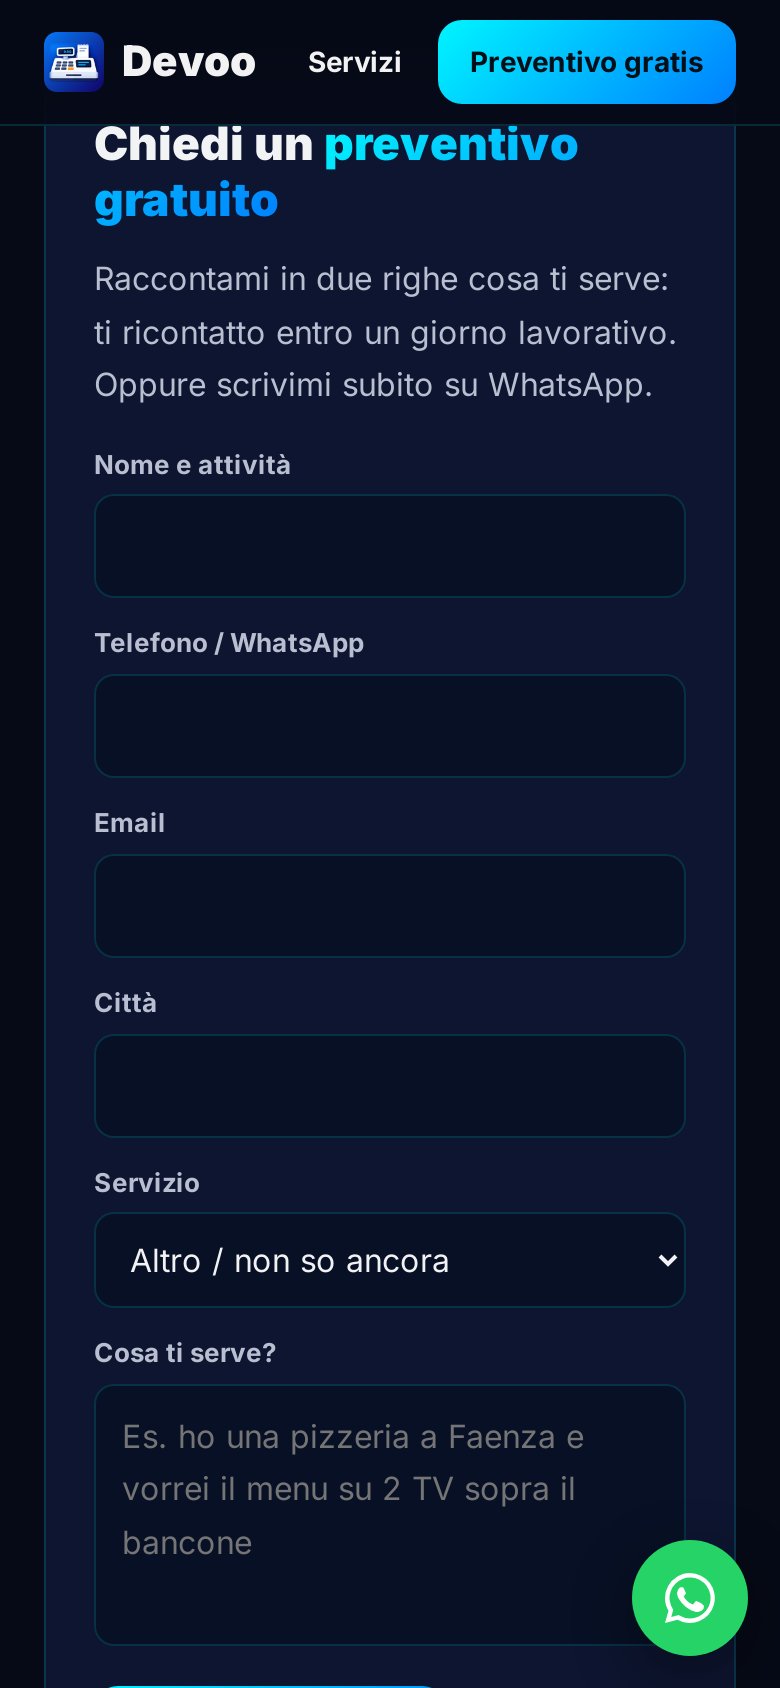 Devoo
Servizi
Preventivo gratis
Chiedi un preventivo
gratuito
Raccontami in due righe cosa ti serve:
ti ricontatto entro un giorno lavorativo.
Oppure scrivimi subito su WhatsApp.
Nome e attività
Telefono / WhatsApp
Email
Città
Servizio
Altro / non so ancora
Cosa ti serve?
Es. ho una pizzeria a Faenza e
vorrei il menu su 2 TV sopra il
bancone